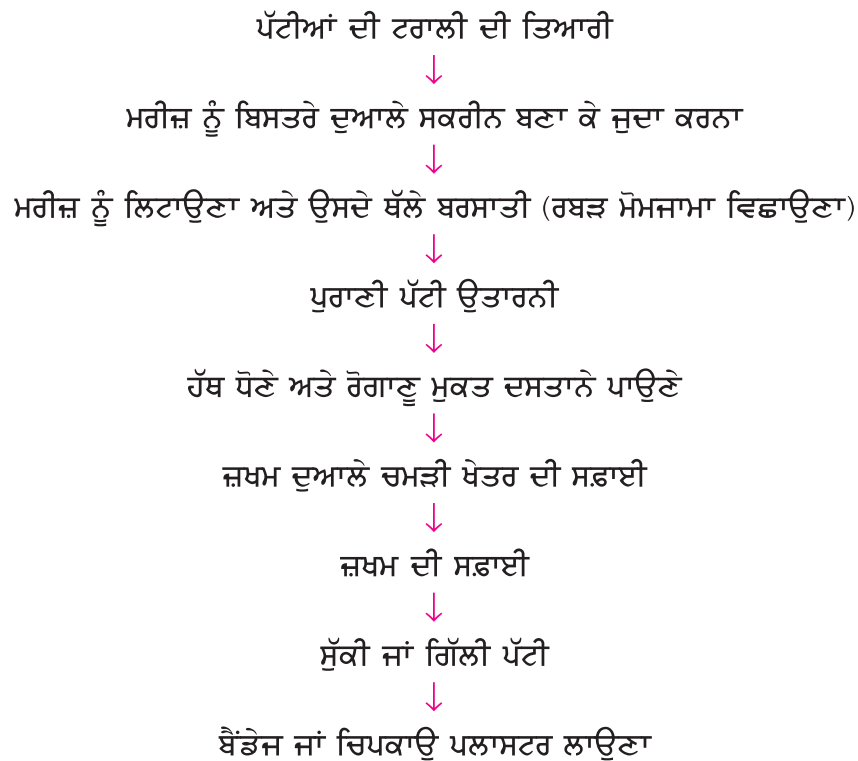 ਪੱਟੀਆਂ ਦੀ ਟਰਾਲੀ ਦੀ ਤਿਆਰੀ
ਮਰੀਜ਼ ਨੂੰ ਬਿਸਤਰੇ ਦੁਆਲੇ ਸਕਰੀਨ ਬਣਾ ਕੇ ਜੁਦਾ ਕਰਨਾ
ਮਰੀਜ਼ ਨੂੰ ਲਿਟਾਉਣਾ ਅਤੇ ਉਸਦੇ ਥੱਲੇ ਬਰਸਾਤੀ (ਰਬੜ ਮੋਮਜਾਮਾ ਵਿਛਾਉਣਾ)
ਪੁਰਾਣੀ ਪੱਟੀ ਉਤਾਰਨੀ
ਹੱਥ ਧੋਣੇ ਅਤੇ ਰੋਗਾਣੂ ਮੁਕਤ ਦਸਤਾਨੇ ਪਾਉਣੇ
ਜ਼ਖਮ ਦੁਆਲੇ ਚਮੜੀ ਖੇਤਰ ਦੀ ਸਫ਼ਾਈ
ਜ਼ਖਮ ਦੀ ਸਫ਼ਾਈ
ਸੁੱਕੀ ਜਾਂ ਗਿੱਲੀ ਪੱਟੀ
ਬੈਂਡੇਜ ਜਾਂ ਚਿਪਕਾਉ ਪਲਾਸਟਰ ਲਾਉਣਾ